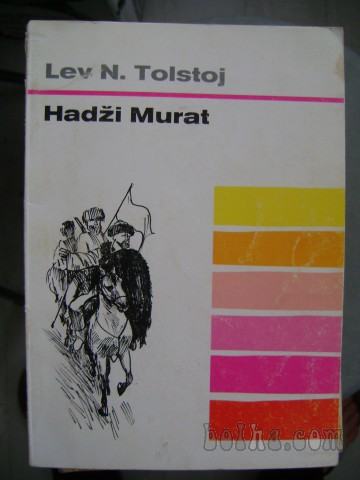 Lev N. Tolstoj
Hadži Murat
bolha.com